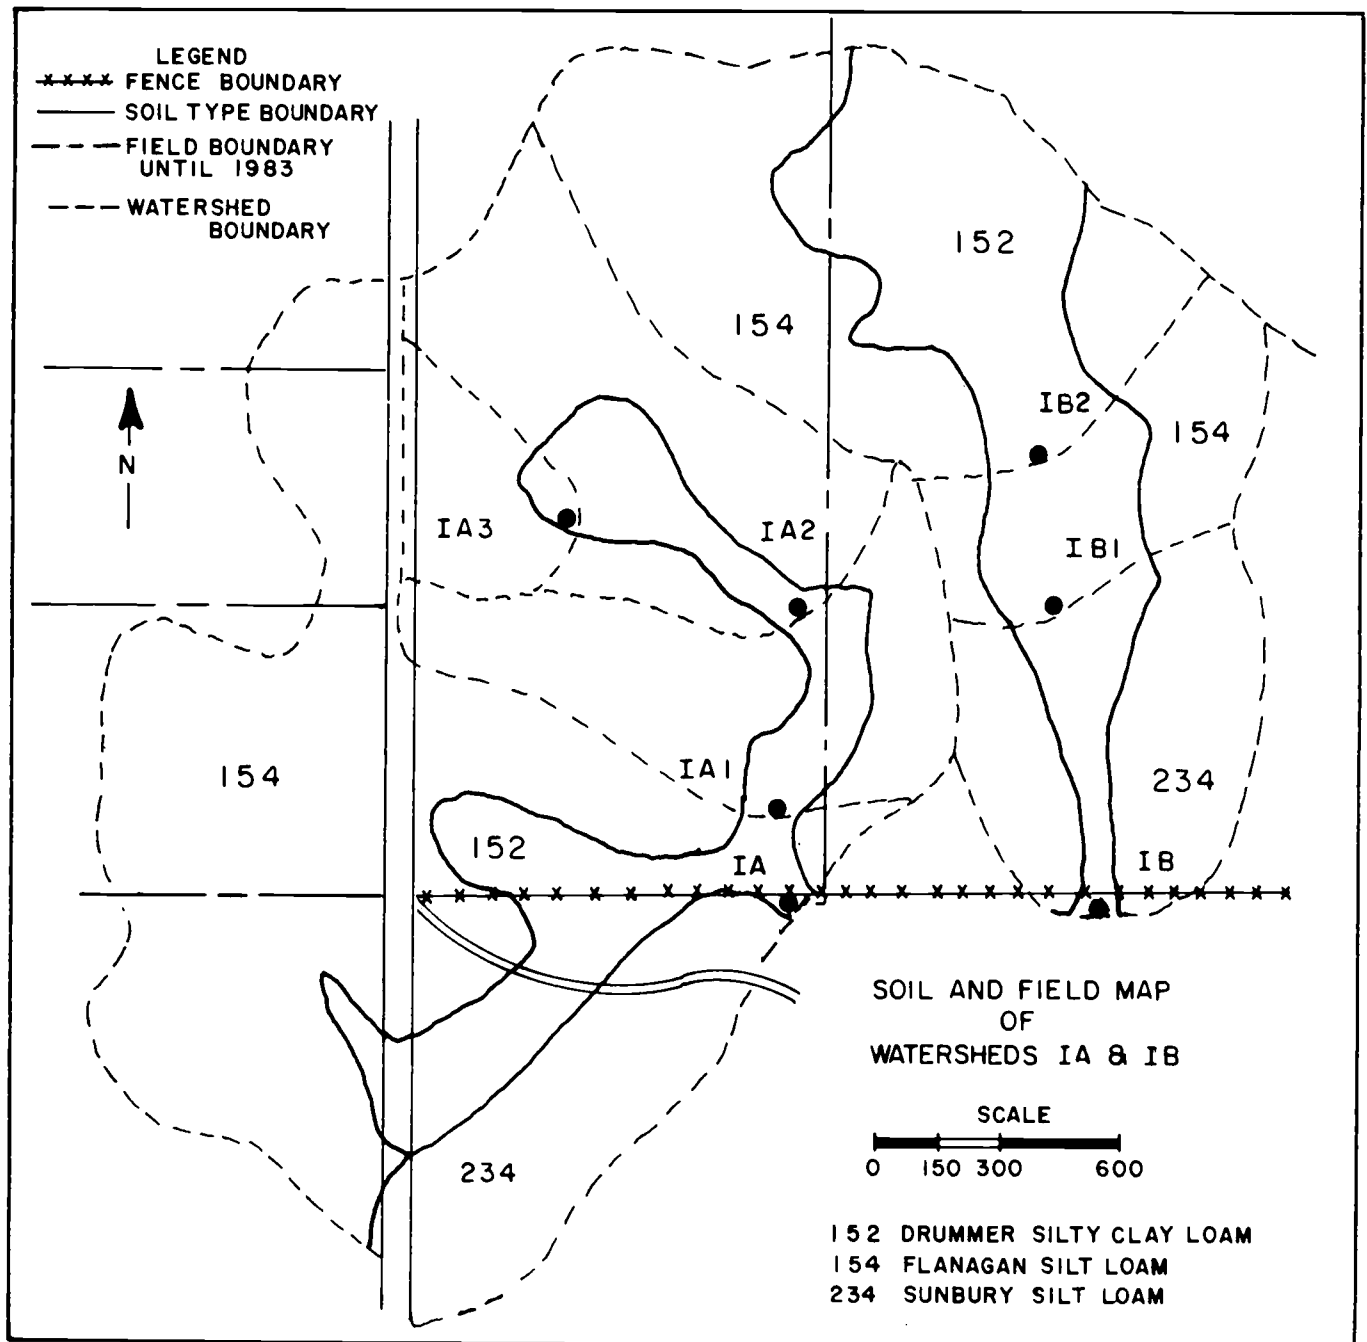 LEGEND
FENCE BOUNDARY
SOIL TYPE BOUNDARY
FIELD BOUNDARY
UNTIL 1983
WATERSHED
BOUNDARY
152
154
IB2
154
N
IA3
IA2
IB1
154
IA1
234
152
IA
IB
SOIL AND FIELD MAP
OF
WATERSHEDS IA & IB
SCALE
0 150 300 600
234
152 DRUMMER SILTY CLAY LOAM
154 FLANAGAN SILT LOAM
234 SUNBURY SILT LOAM